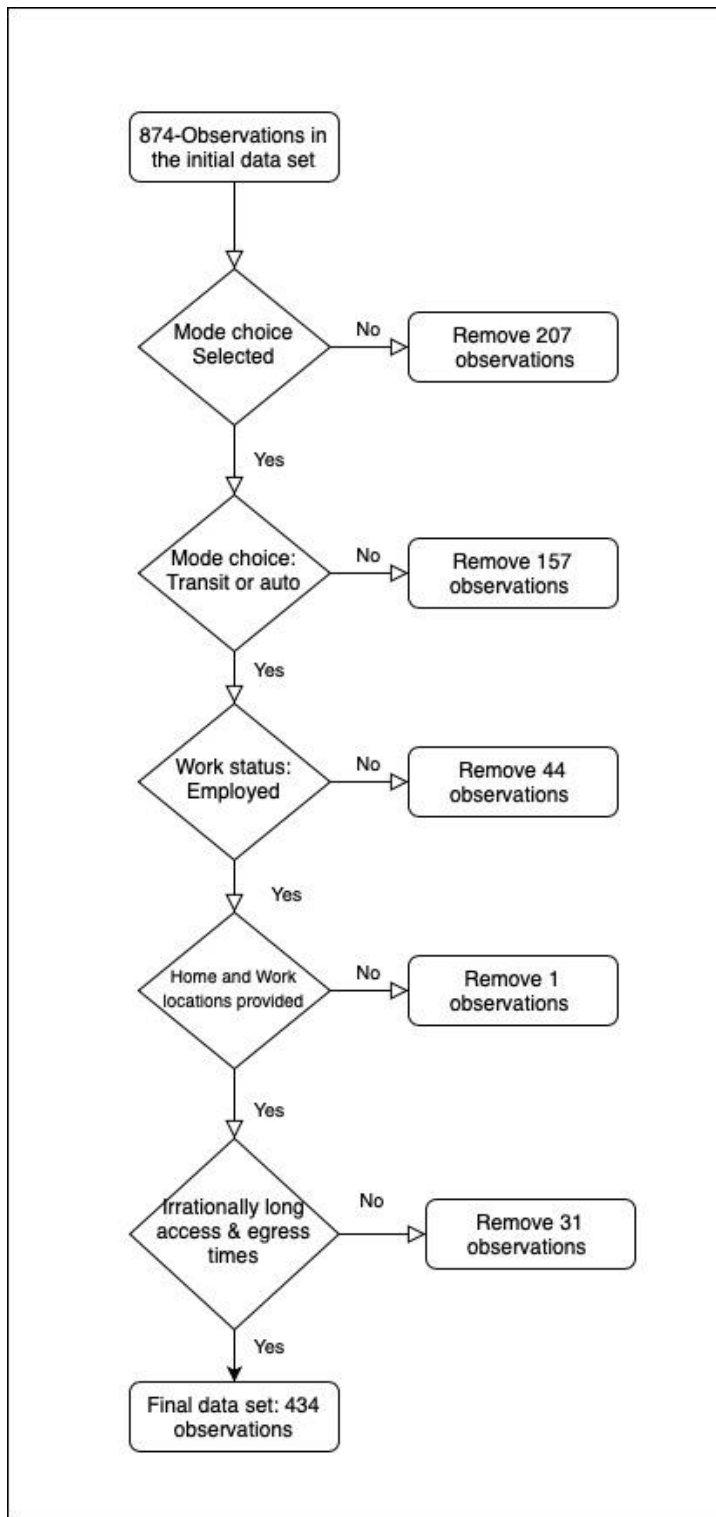 874-Observations in
the initial data set
Mode choice
Selected
No
Remove 207
observations
Yes
Mode choice:
Transit or auto
No
Remove 157
observations
Yes
Work status:
Employed
No
Remove 44
observations
Yes
Home and Work
locations provided
No
Remove 1
observations
Yes
Irrationally long
access & egress
times
No
Remove 31
observations
Yes
Final data set: 434
observations